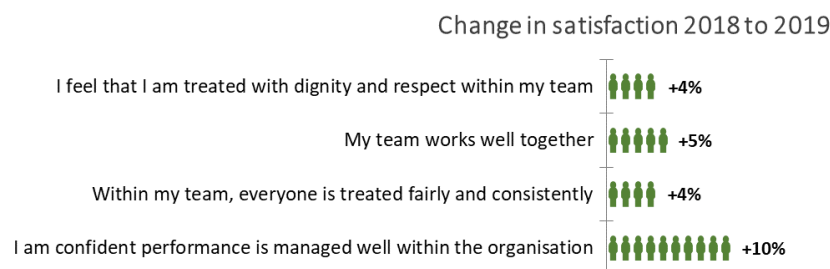 Change in satisfaction 2018 to 2019
I feel that I am treated with dignity and respect within my team +4%
My team works well together +5%
Within my team, everyone is treated fairly and consistently +4%
I am confident performance is managed well within the organisation +10%